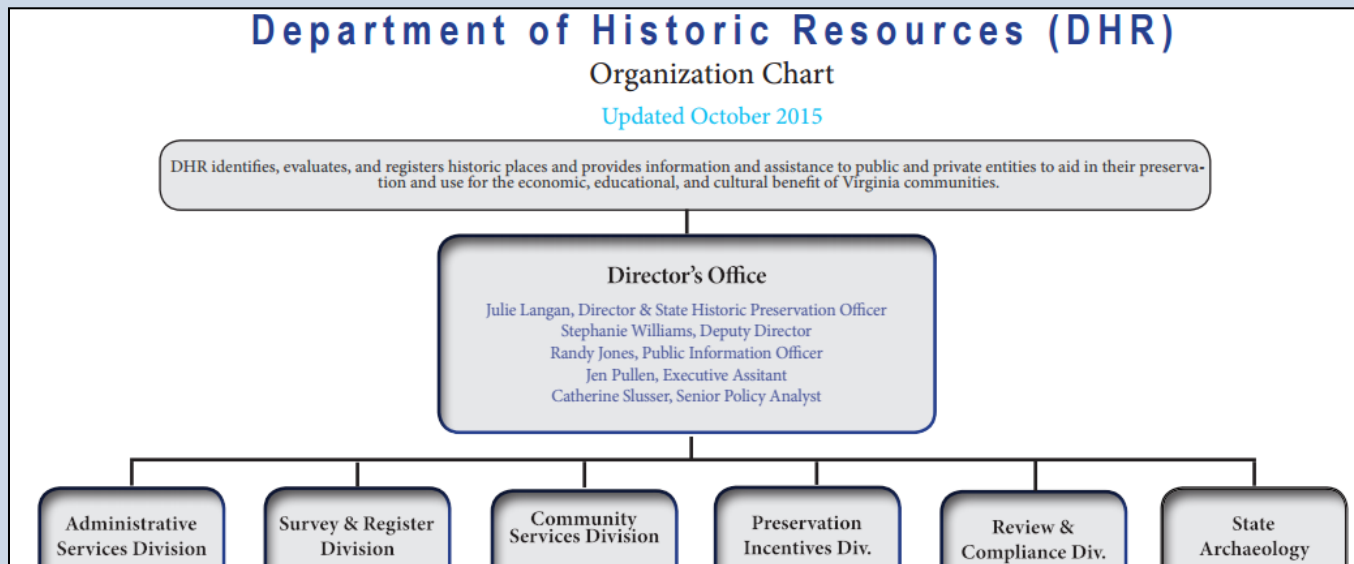 Department of Historic Resources (DHR)
Organization Chart
Updated October 2015
DHR identifies, evaluates, and registers historic places and provides information and assistance to public and private entities to aid in their preserva-
tion and use for the economic, educational, and cultural benefit of Virginia communities.
Director's Office
Julie Langan, Director & State Historic Preservation Officer
Stephanie Williams, Deputy Director
Randy Jones, Public Information Officer
Jen Pullen, Executive Assitant
Catherine Slusser, Senior Policy Analyst
Administrative
Services Division
Survey & Register
Division
Community
Services Division
Preservation
Incentives Div.
Review &
Compliance Div.
State
Archaeology